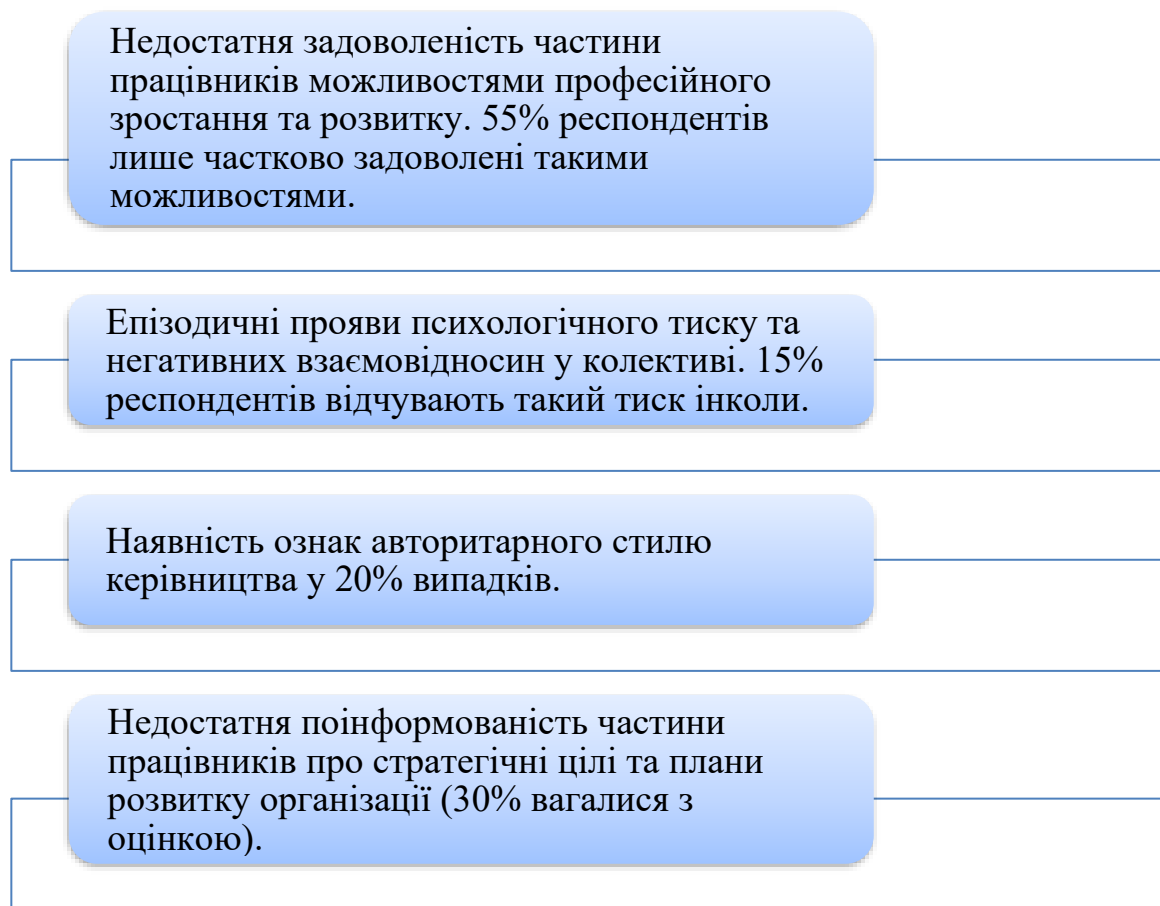 Недостатня задоволеність частини
працівників можливостями професійного
зростання та розвитку. 55% респондентів
лише частково задоволені такими
можливостями.
Епізодичні прояви психологічного тиску та
негативних взаємовідносин у колективі. 15%
респондентів відчувають такий тиск інколи.
Наявність ознак авторитарного стилю
керівництва у 20% випадків.
Недостатня поінформованість частини
працівників про стратегічні цілі та плани
розвитку організації (30% вагалися з
оцінкою).